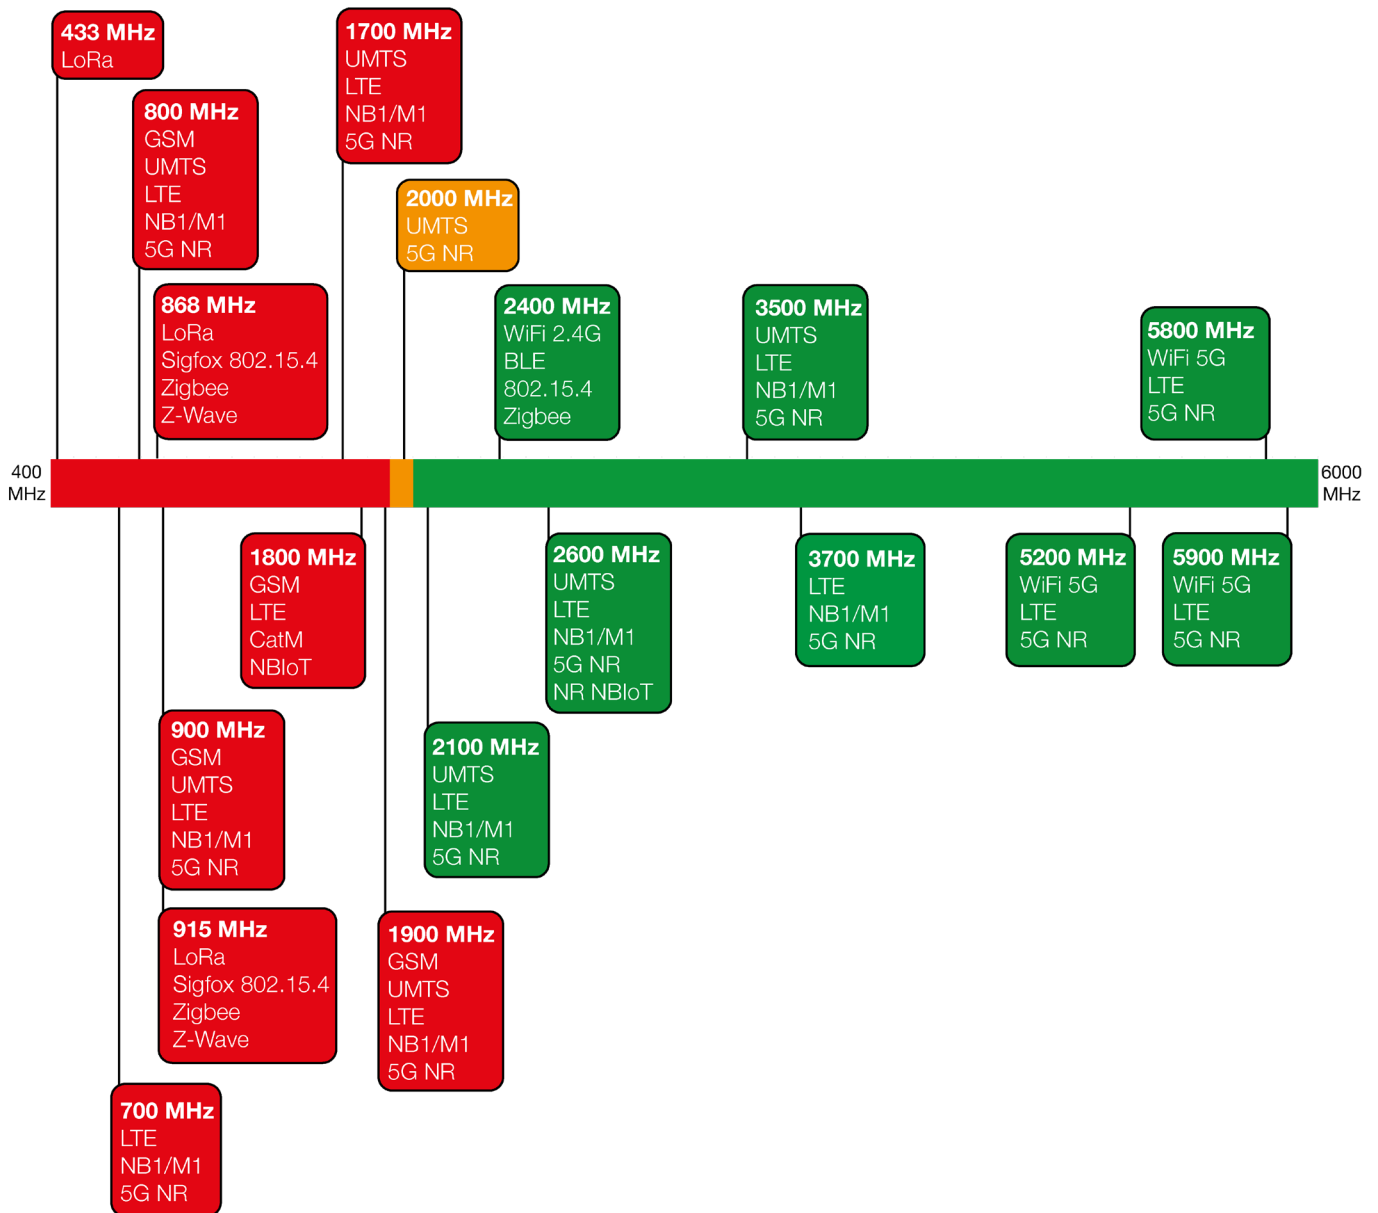 433 MHz
LoRa
800 MHz
GSM
UMTS
LTE
NB1/M1
5G NR
868 MHz
LoRa
Sigfox 802.15.4
Zigbee
Z-Wave
1700 MHz
UMTS
LTE
NB1/M1
5G NR
2000 MHz
UMTS
5G NR
2400 MHz
WiFi 2.4G
BLE
802.15.4
Zigbee
3500 MHz
UMTS
LTE
NB1/M1
5G NR
5800 MHz
WiFi 5G
LTE
5G NR
400
MHz
6000
MHz
1800 MHz
GSM
LTE
CatM
NBIoT
900 MHz
GSM
UMTS
LTE
NB1/M1
5G NR
915 MHz
LoRa
Sigfox 802.15.4
Zigbee
Z-Wave
700 MHz
LTE
NB1/M1
5G NR
2600 MHz
UMTS
LTE
NB1/M1
5G NR
NR NBIoT
2100 MHz
UMTS
LTE
NB1/M1
5G NR
1900 MHz
GSM
UMTS
LTE
NB1/M1
5G NR
3700 MHz
LTE
NB1/M1
5G NR
5200 MHz
WiFi 5G
LTE
5G NR
5900 MHz
WiFi 5G
LTE
5G NR